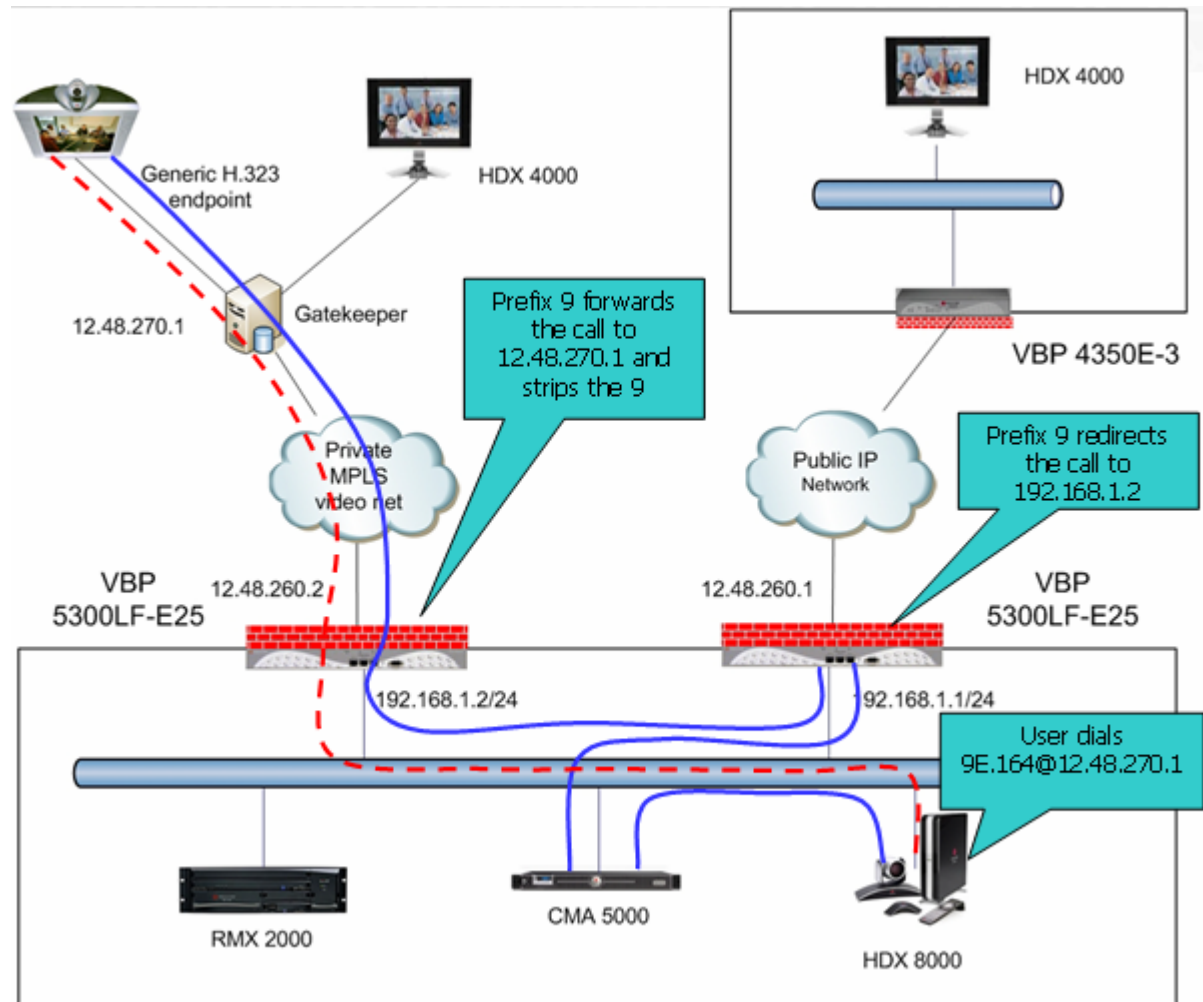 HDX 4000
Generic H.323
endpoint
HDX 4000
12.48.270.1
Gatekeeper
Prefix 9 forwards
the call to
12.48.270.1 and
strips the 9
VBP 4350E-3
Private
MPLS
video net
Public IP
Network
Prefix 9 redirects
the call to
192.168.1.2
VBP
5300LF-E25
12.48.260.2
12.48.260.1
VBP
5300LF-E25
192.168.1.2/24
192.168.1.1/24
User dials
9E.164@12.48.270.1
RMX 2000
CMA 5000
HDX 8000